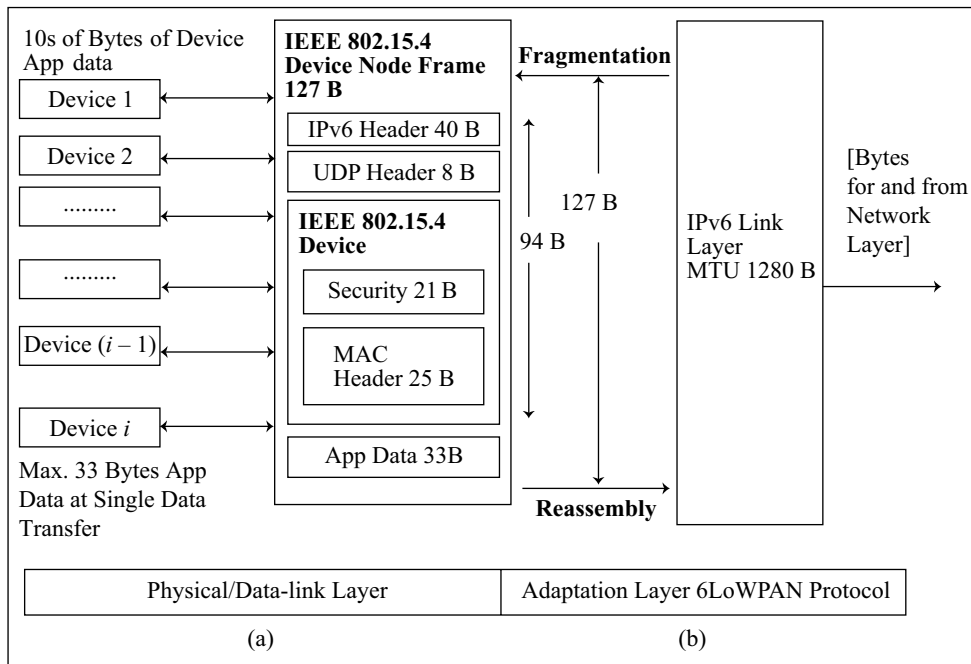 10s of Bytes of Device
App data
Device 1
Device 2
.........
.........
Device (i – 1)
Device i
Max. 33 Bytes App
Data at Single Data
Transfer
IEEE 802.15.4
Device Node Frame
127 B
IPv6 Header 40 B
UDP Header 8 B
IEEE 802.15.4
Device
Security 21 B
MAC
Header 25 B
App Data 33B
Fragmentation
127 B
94 B
Reassembly
IPv6 Link
Layer
MTU 1280 B
[Bytes
for and from
Network
Layer]
Physical/Data-link Layer
Adaptation Layer 6LoWPAN Protocol
(a)
(b)